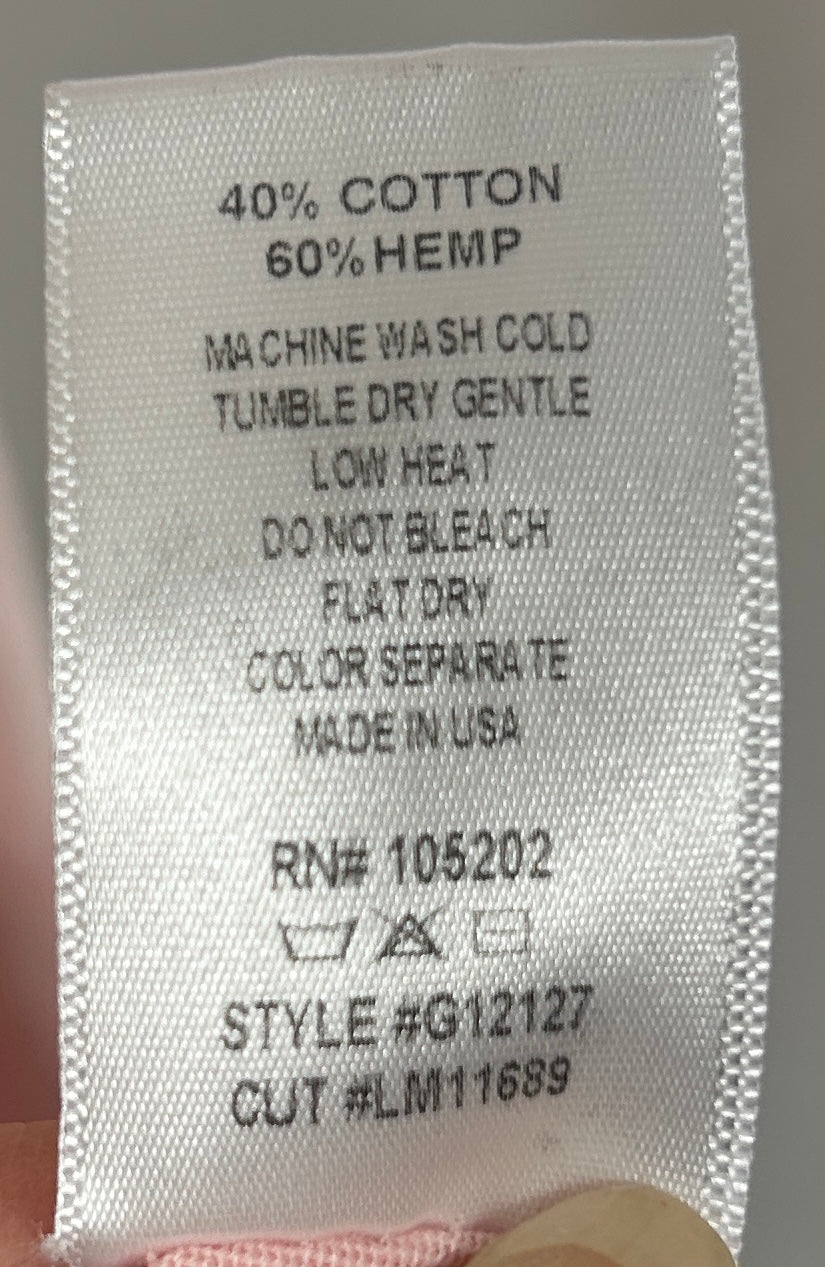 40% COTTON
60% HEMP
MACHINE WASH COLD
TUMBLE DRY GENTLE
LOW HEAT
DO NOT BLEACH
FLAT DRY
COLOR SEPARATE
MADE IN USA
RN# 105202
STYLE #G12127
CUT #LM11689